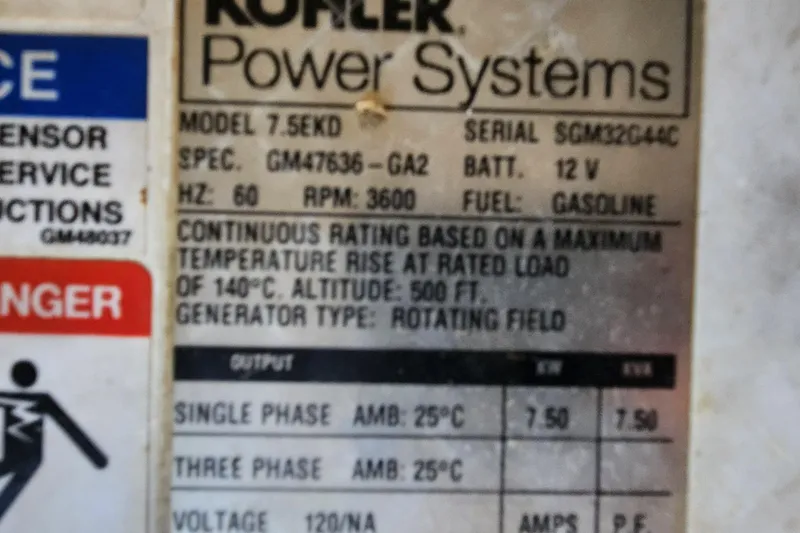 CE
ENSOR
ERVICE
UCTIONS
GM48037
NGER
KOHLER
Power Systems
MODEL 7.5EKD SERIAL SGM32G44C
SPEC. GM47636-GA2 BATT. 12 V
HZ: 60 RPM: 3600 FUEL: GASOLINE
CONTINUOUS RATING BASED ON A MAXIMUM
TEMPERATURE RISE AT RATED LOAD
OF 140°C. ALTITUDE: 500 FT.
GENERATOR TYPE: ROTATING FIELD
OUTPUT KW KVA
SINGLE PHASE AMB: 25°C 7.50 7.50
THREE PHASE AMB: 25°C
VOLTAGE 120/NA AMPS P.F.